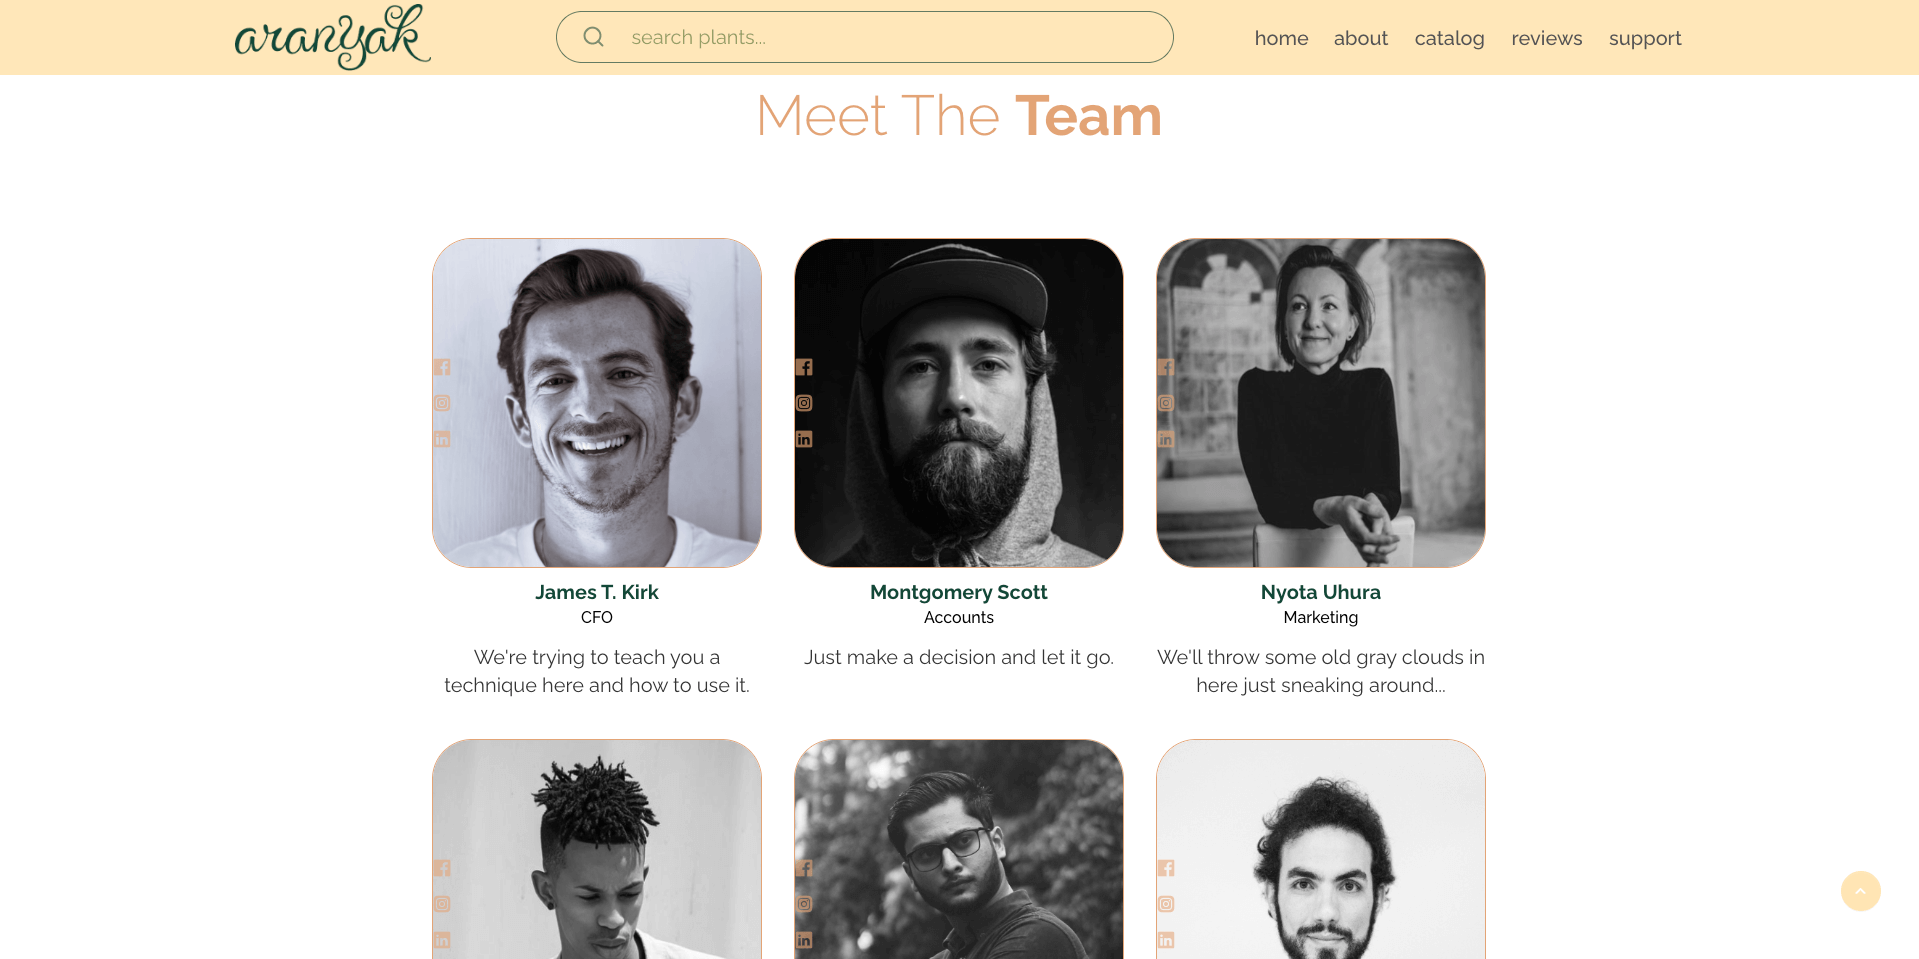 aranyak
search plants...
home about catalog reviews support
Meet The Team
James T. Kirk
CFO
We're trying to teach you a
technique here and how to use it.
Montgomery Scott
Accounts
Just make a decision and let it go.
Nyota Uhura
Marketing
We'll throw some old gray clouds in
here just sneaking around...